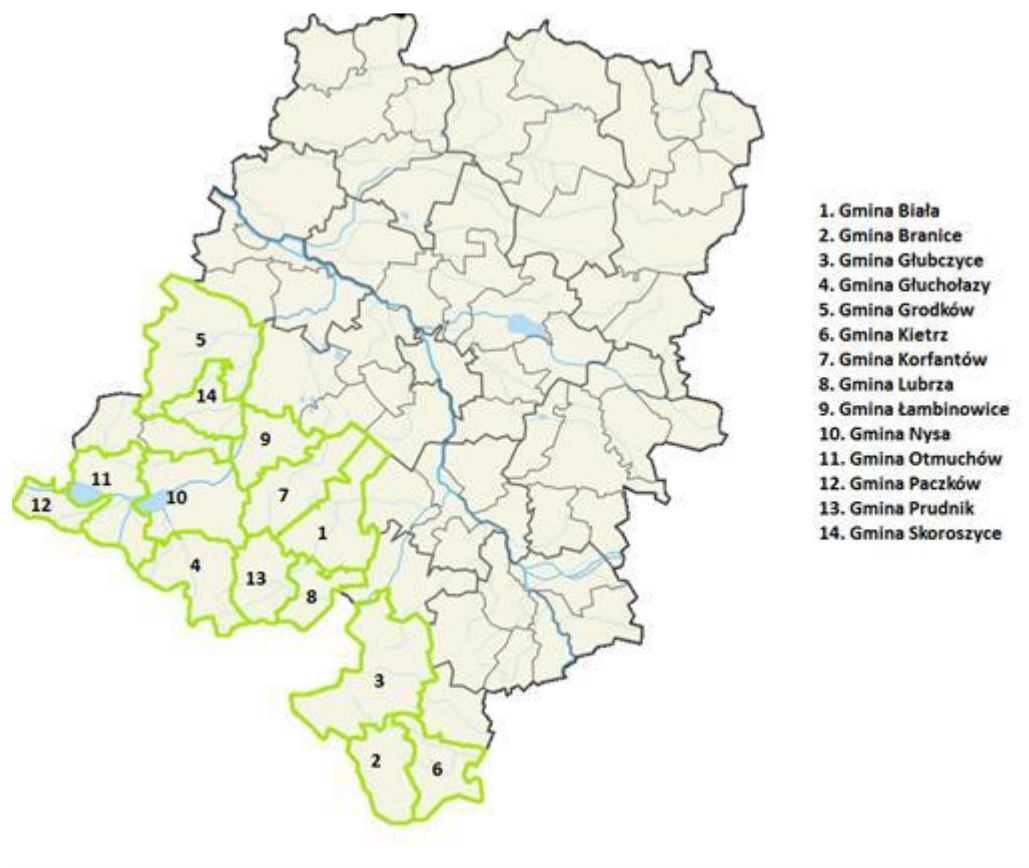 5
14
9
11
10
12
7
1
4
13
8
3
2
6
1. Gmina Biała
2. Gmina Branice
3. Gmina Głubczyce
4. Gmina Głuchołazy
5. Gmina Grodków
6. Gmina Kietrz
7. Gmina Korfantów
8. Gmina Lubrza
9. Gmina Łambinowice
10. Gmina Nysa
11. Gmina Otmuchów
12. Gmina Paczków
13. Gmina Prudnik
14. Gmina Skoroszyce